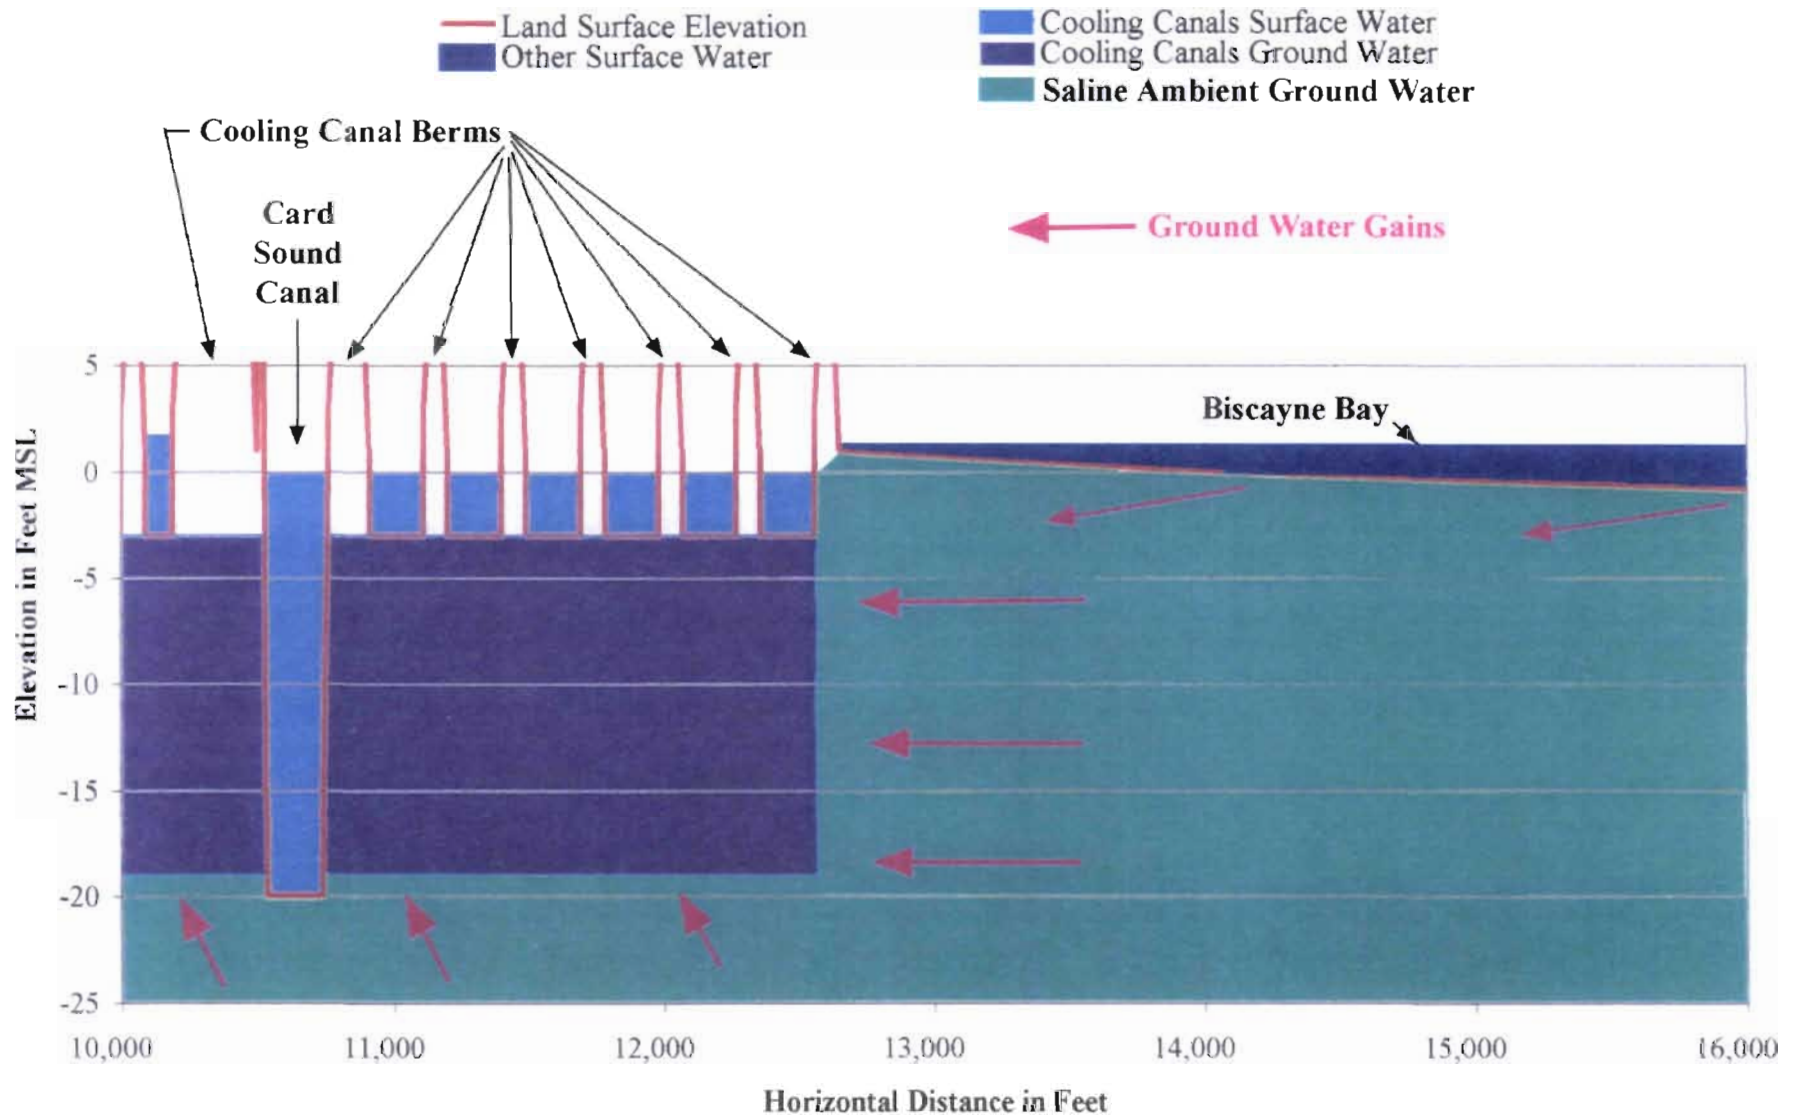 Land Surface Elevation
Other Surface Water
Cooling Canals Surface Water
Cooling Canals Ground Water
Saline Ambient Ground Water
Cooling Canal Berms
Card
Sound
Canal
Ground Water Gains
Biscayne Bay
Elevation in Feet MSL
5
0
-5
-10
-15
-20
-25
10,000
11,000
12,000
13,000
14,000
15,000
16,000
Horizontal Distance in Feet